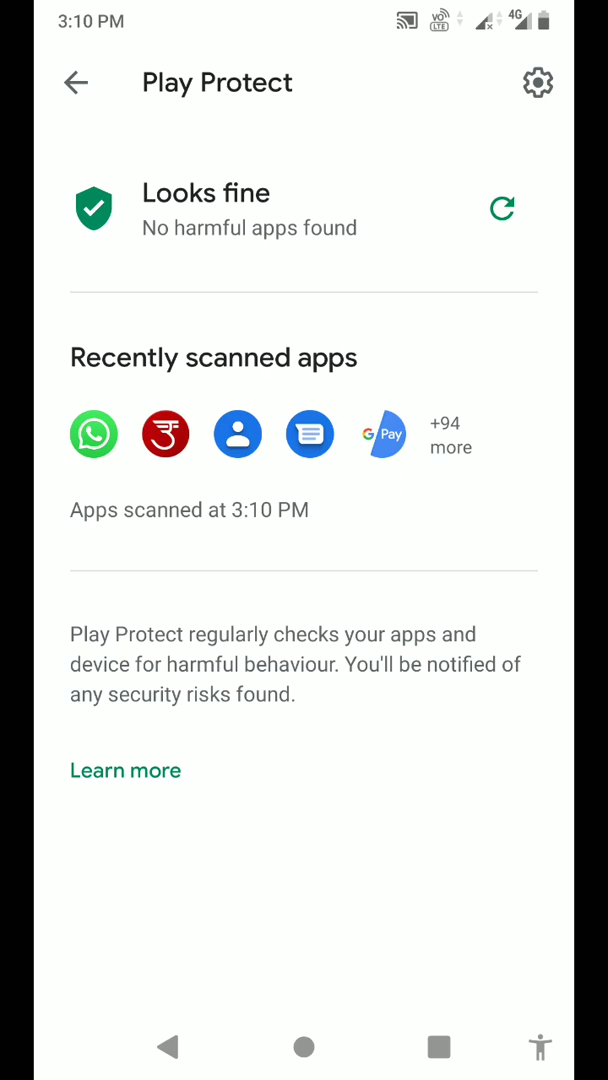 3:10 PM
VO
LTE
4G
Play Protect
Looks fine
No harmful apps found
Recently scanned apps
उ
G Pay
+94
more
Apps scanned at 3:10 PM
Play Protect regularly checks your apps and
device for harmful behaviour. You'll be notified of
any security risks found.
Learn more